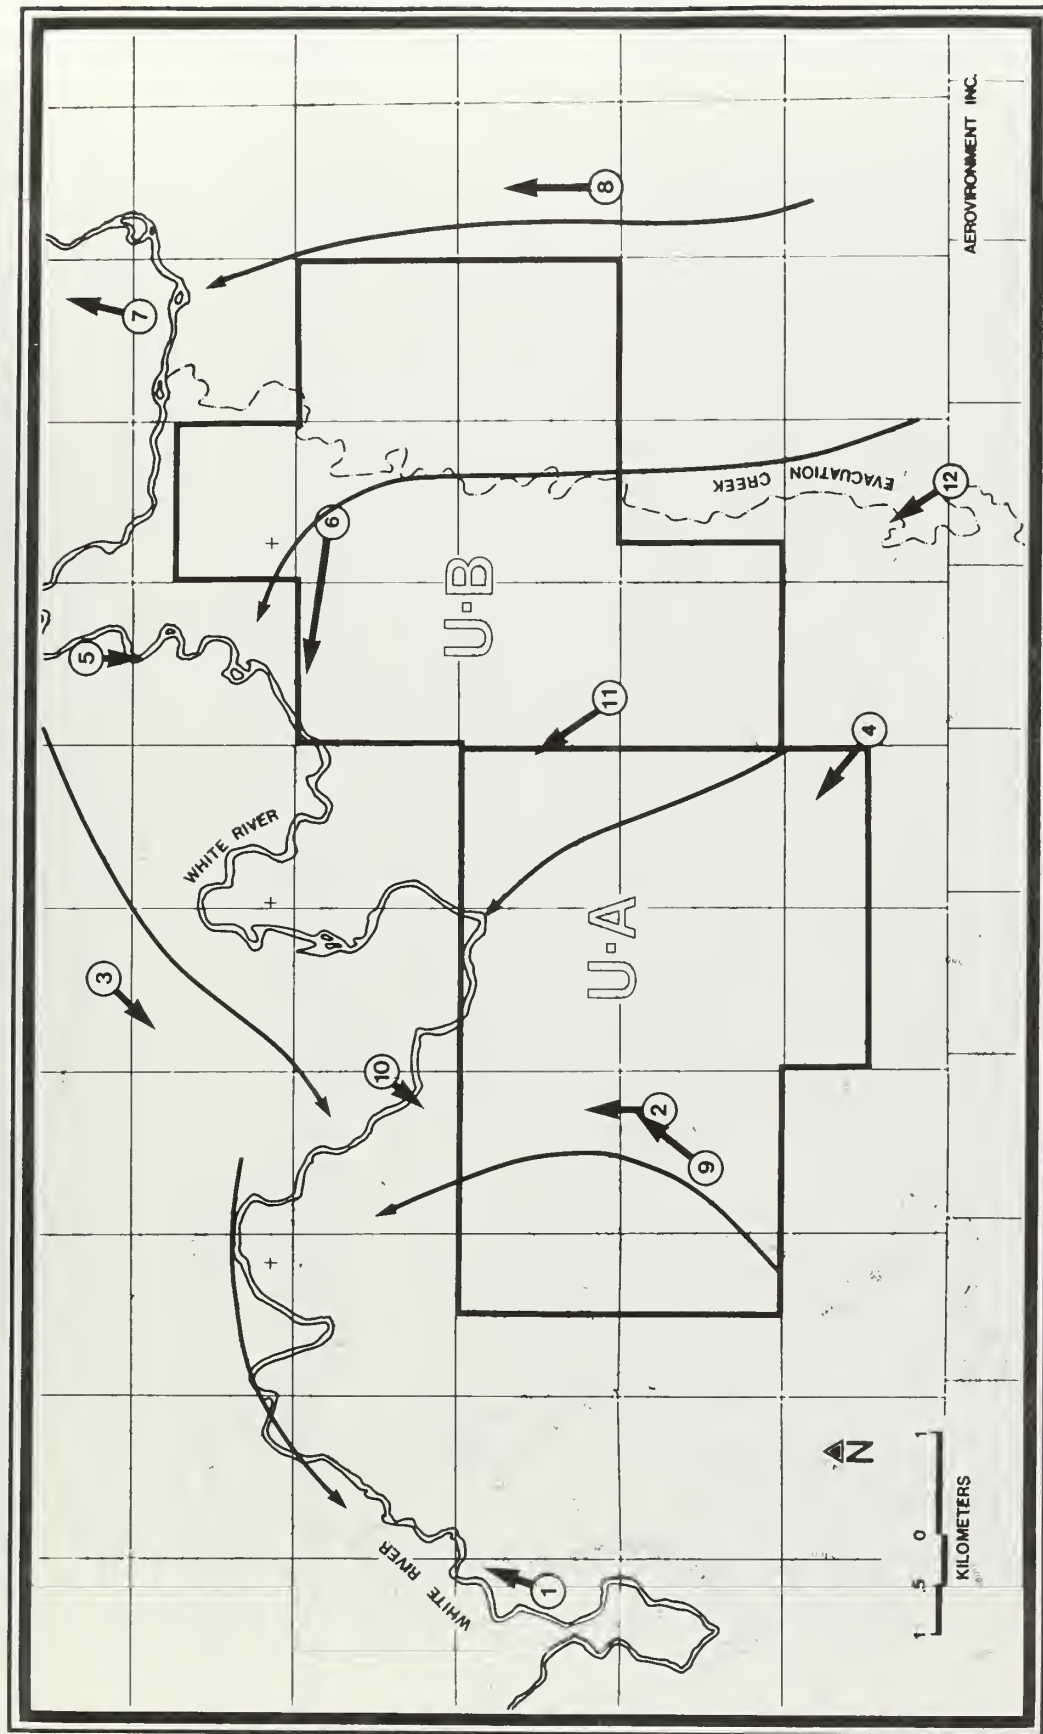 7
8
5
6
12
EVACUATION CREEK
U-B
11
4
WHITE RIVER
3
U-A
10
2
9
WHITE RIVER
1
N
1 .5 0 1
KILOMETERS
AEROVIRONMENT INC.